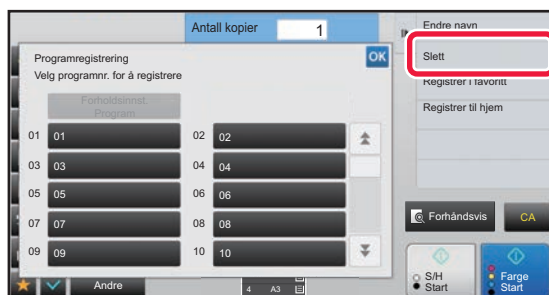 Antall kopier 1
Programregistrering
OK
Velg programnr. for å registrere
Forholdsinnst.
Program
01 01
02 02
03 03
04 04
05 05
06 06
07 07
08 08
09 09
10 10
Andre
4 A3
Endre navn
Slett
Registrer i favoritt
Registrer til hjem
Forhåndsvis
CA
S/H
Start
Farge
Start